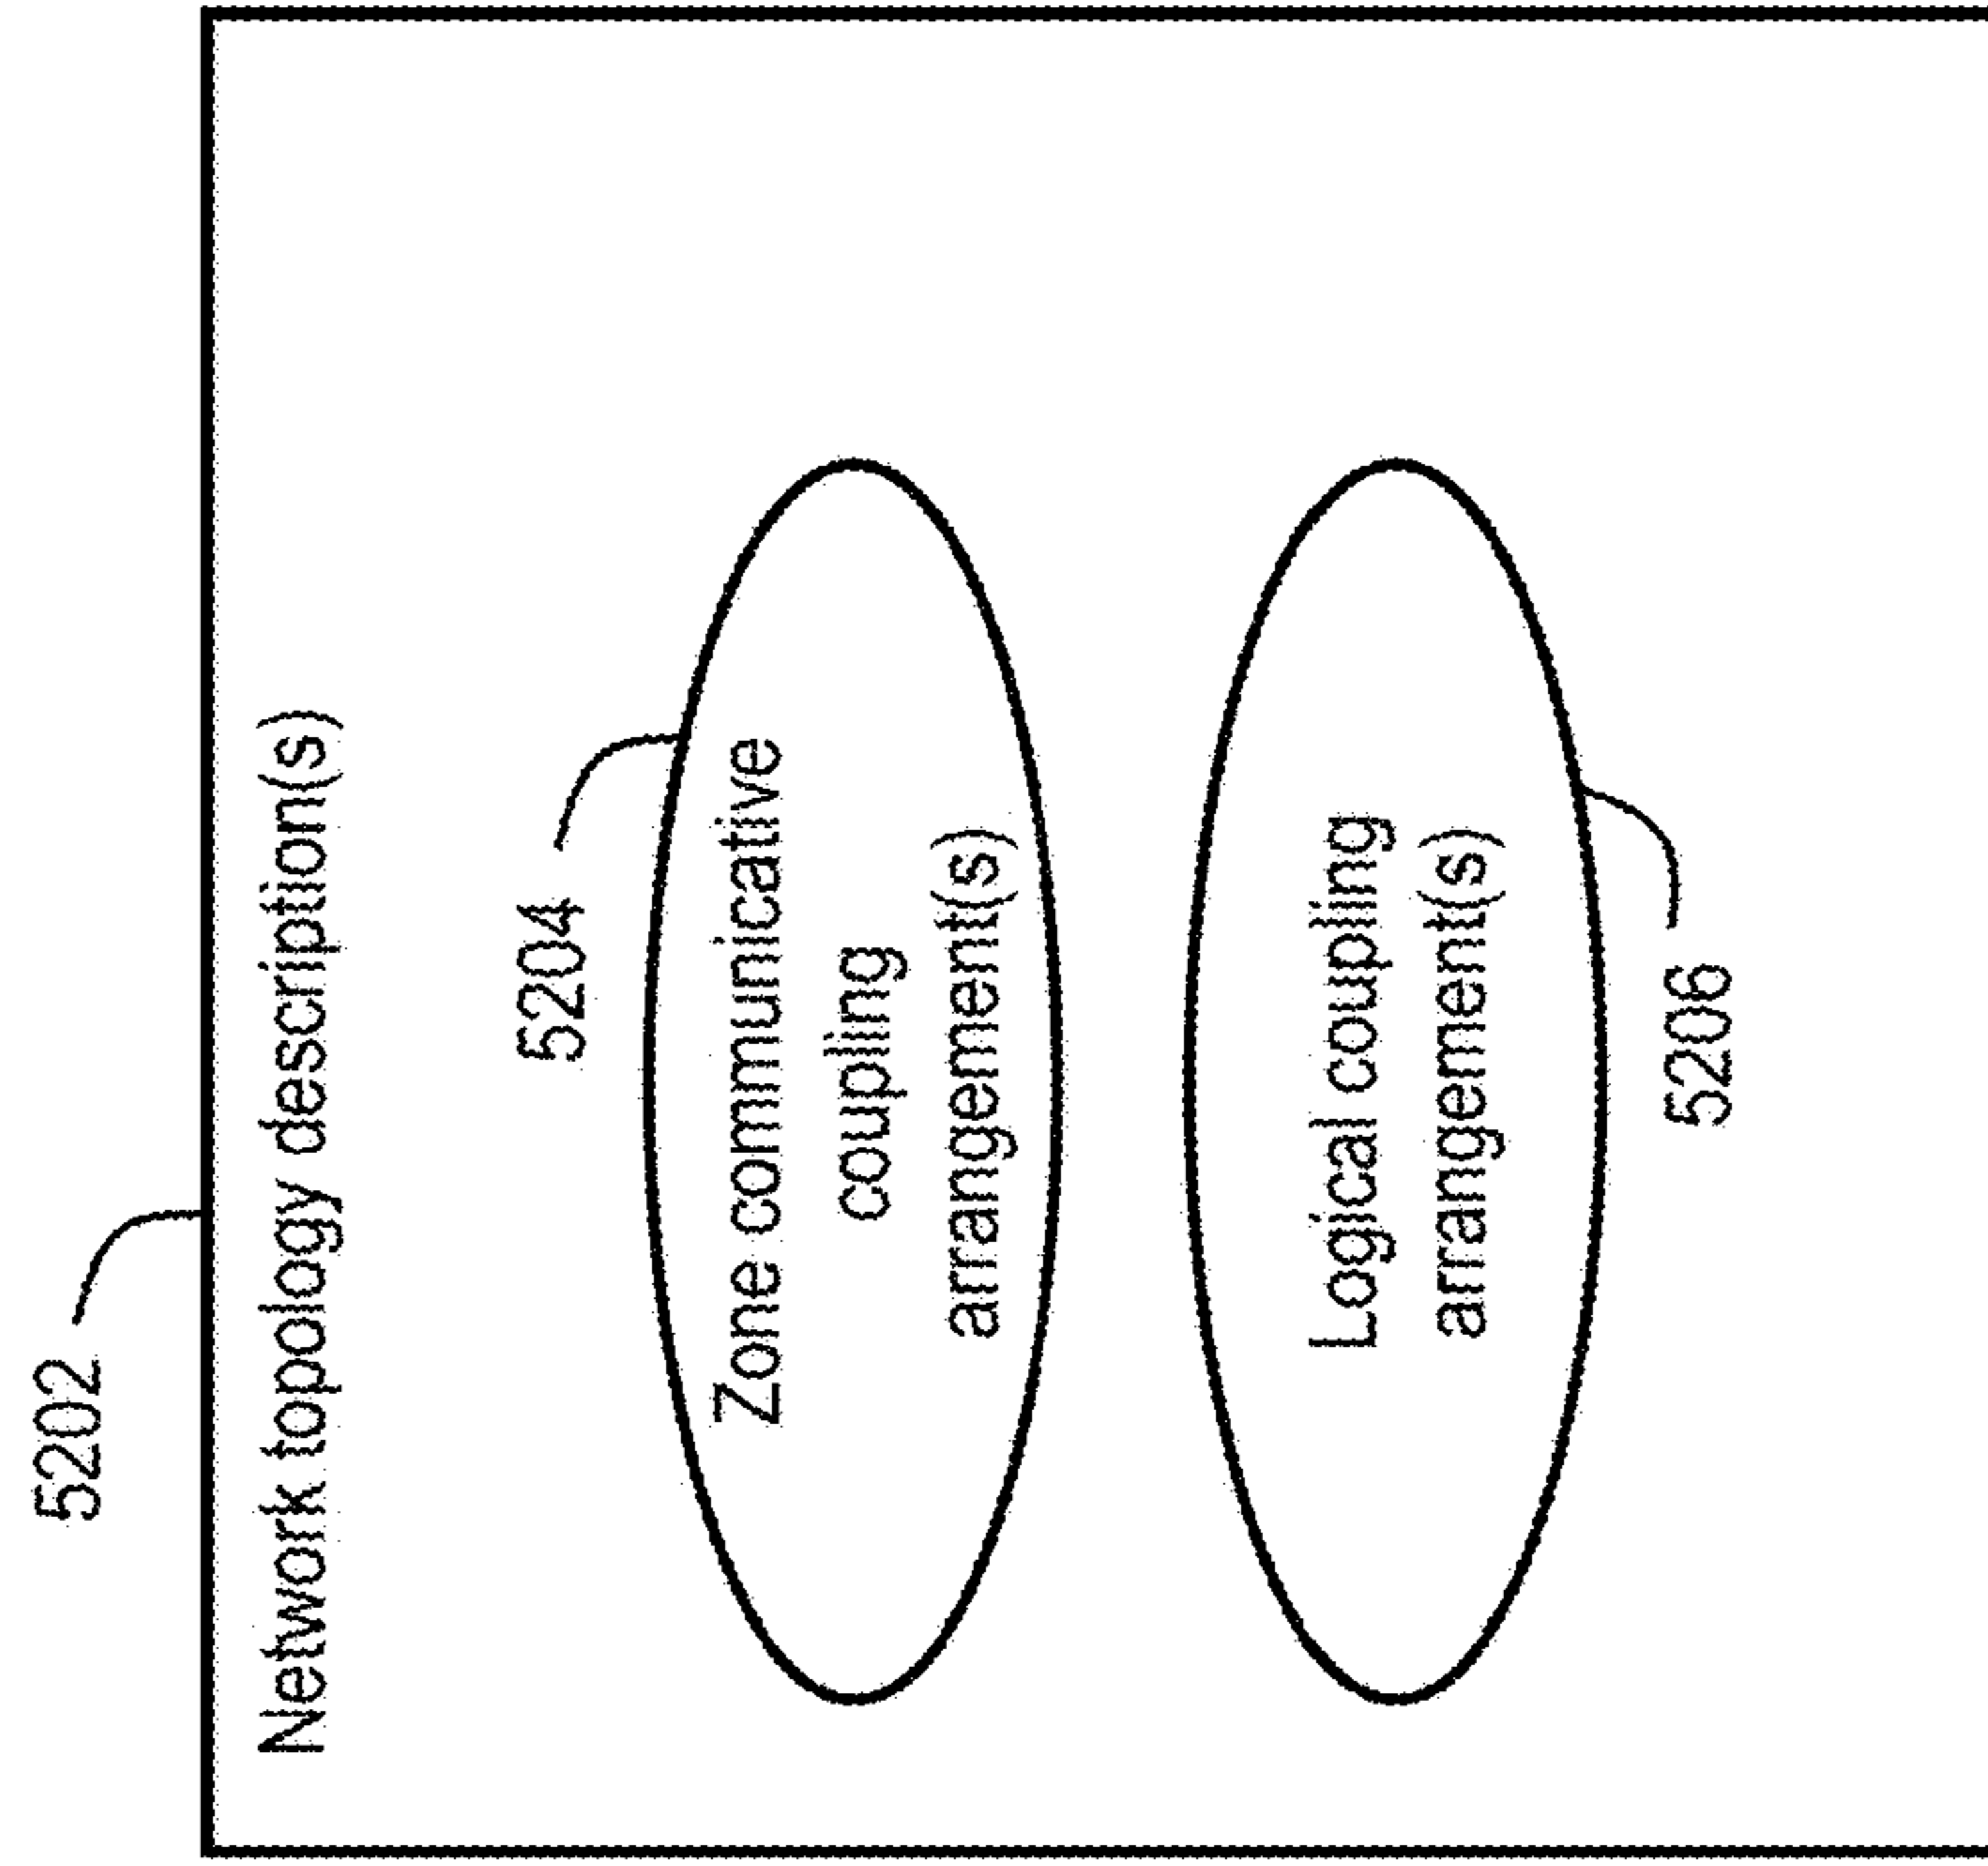 5202
Network topology description(s)
5204
Zone communicative
coupling
arrangement(s)
Logical coupling
arrangement(s)
5206